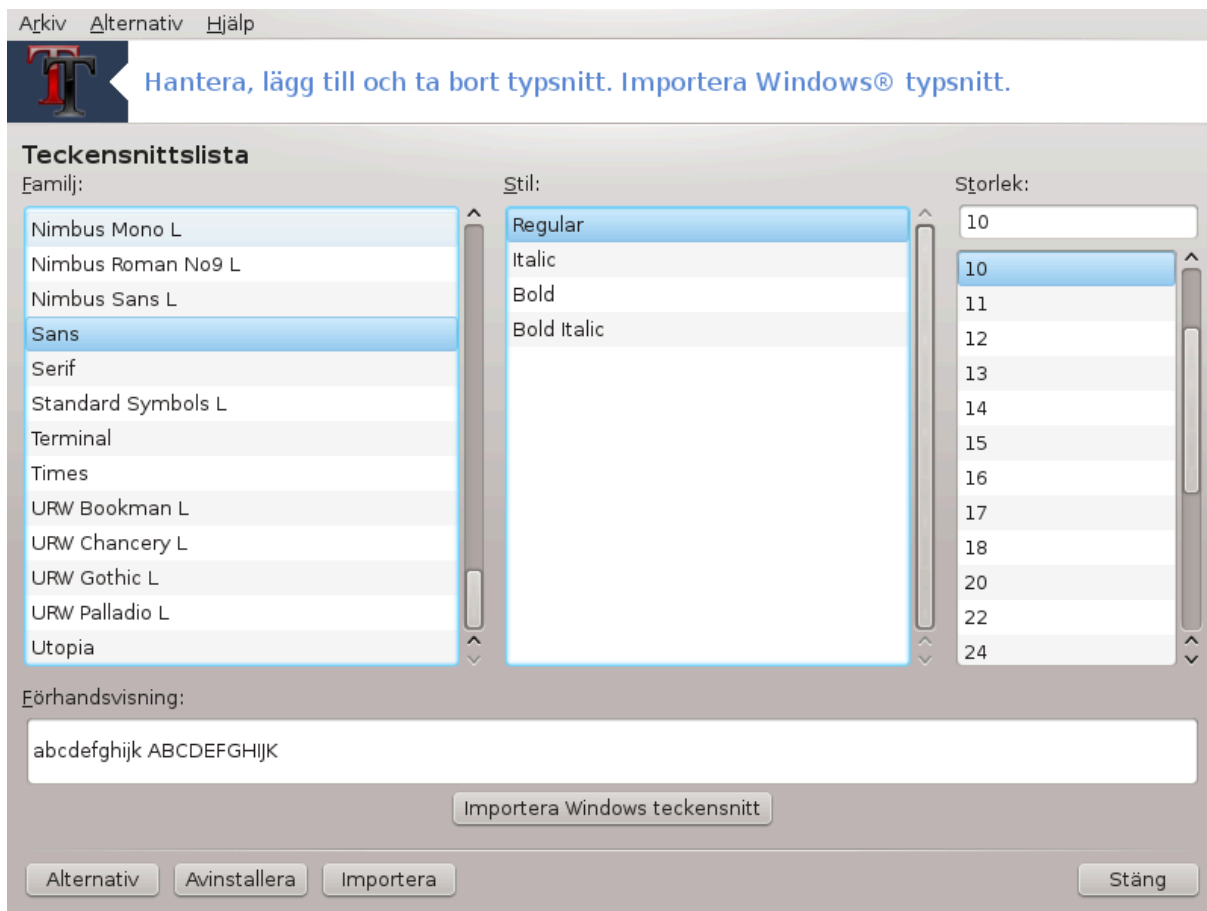 Arkiv Alternativ Hjälp
Hantera, lägg till och ta bort typsnitt. Importera Windows® typsnitt.
Teckensnittslista
Familj:
Nimbus Mono L
Nimbus Roman No9 L
Nimbus Sans L
Sans
Serif
Standard Symbols L
Terminal
Times
URW Bookman L
URW Chancery L
URW Gothic L
URW Palladio L
Utopia
Stil:
Regular
Italic
Bold
Bold Italic
Storlek:
10
10
11
12
13
14
15
16
17
18
20
22
24
Förhandsvisning:
abcdefghijk ABCDEFGHIJK
Importera Windows teckensnitt
Alternativ Avinstallera Importera Stäng